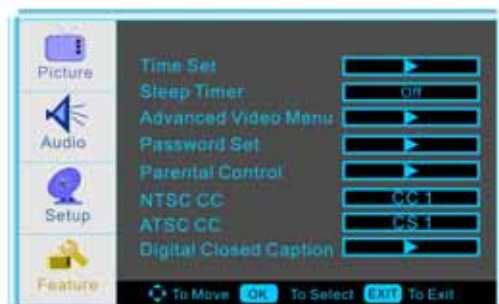 Picture
Audio
Setup
Feature
Time Set
Sleep Timer Off
Advanced Video Menu
Password Set
Parental Control
NTSC CC CC 1
ATSC CC CS 1
Digital Closed Caption
To Move OK To Select EXIT To Exit